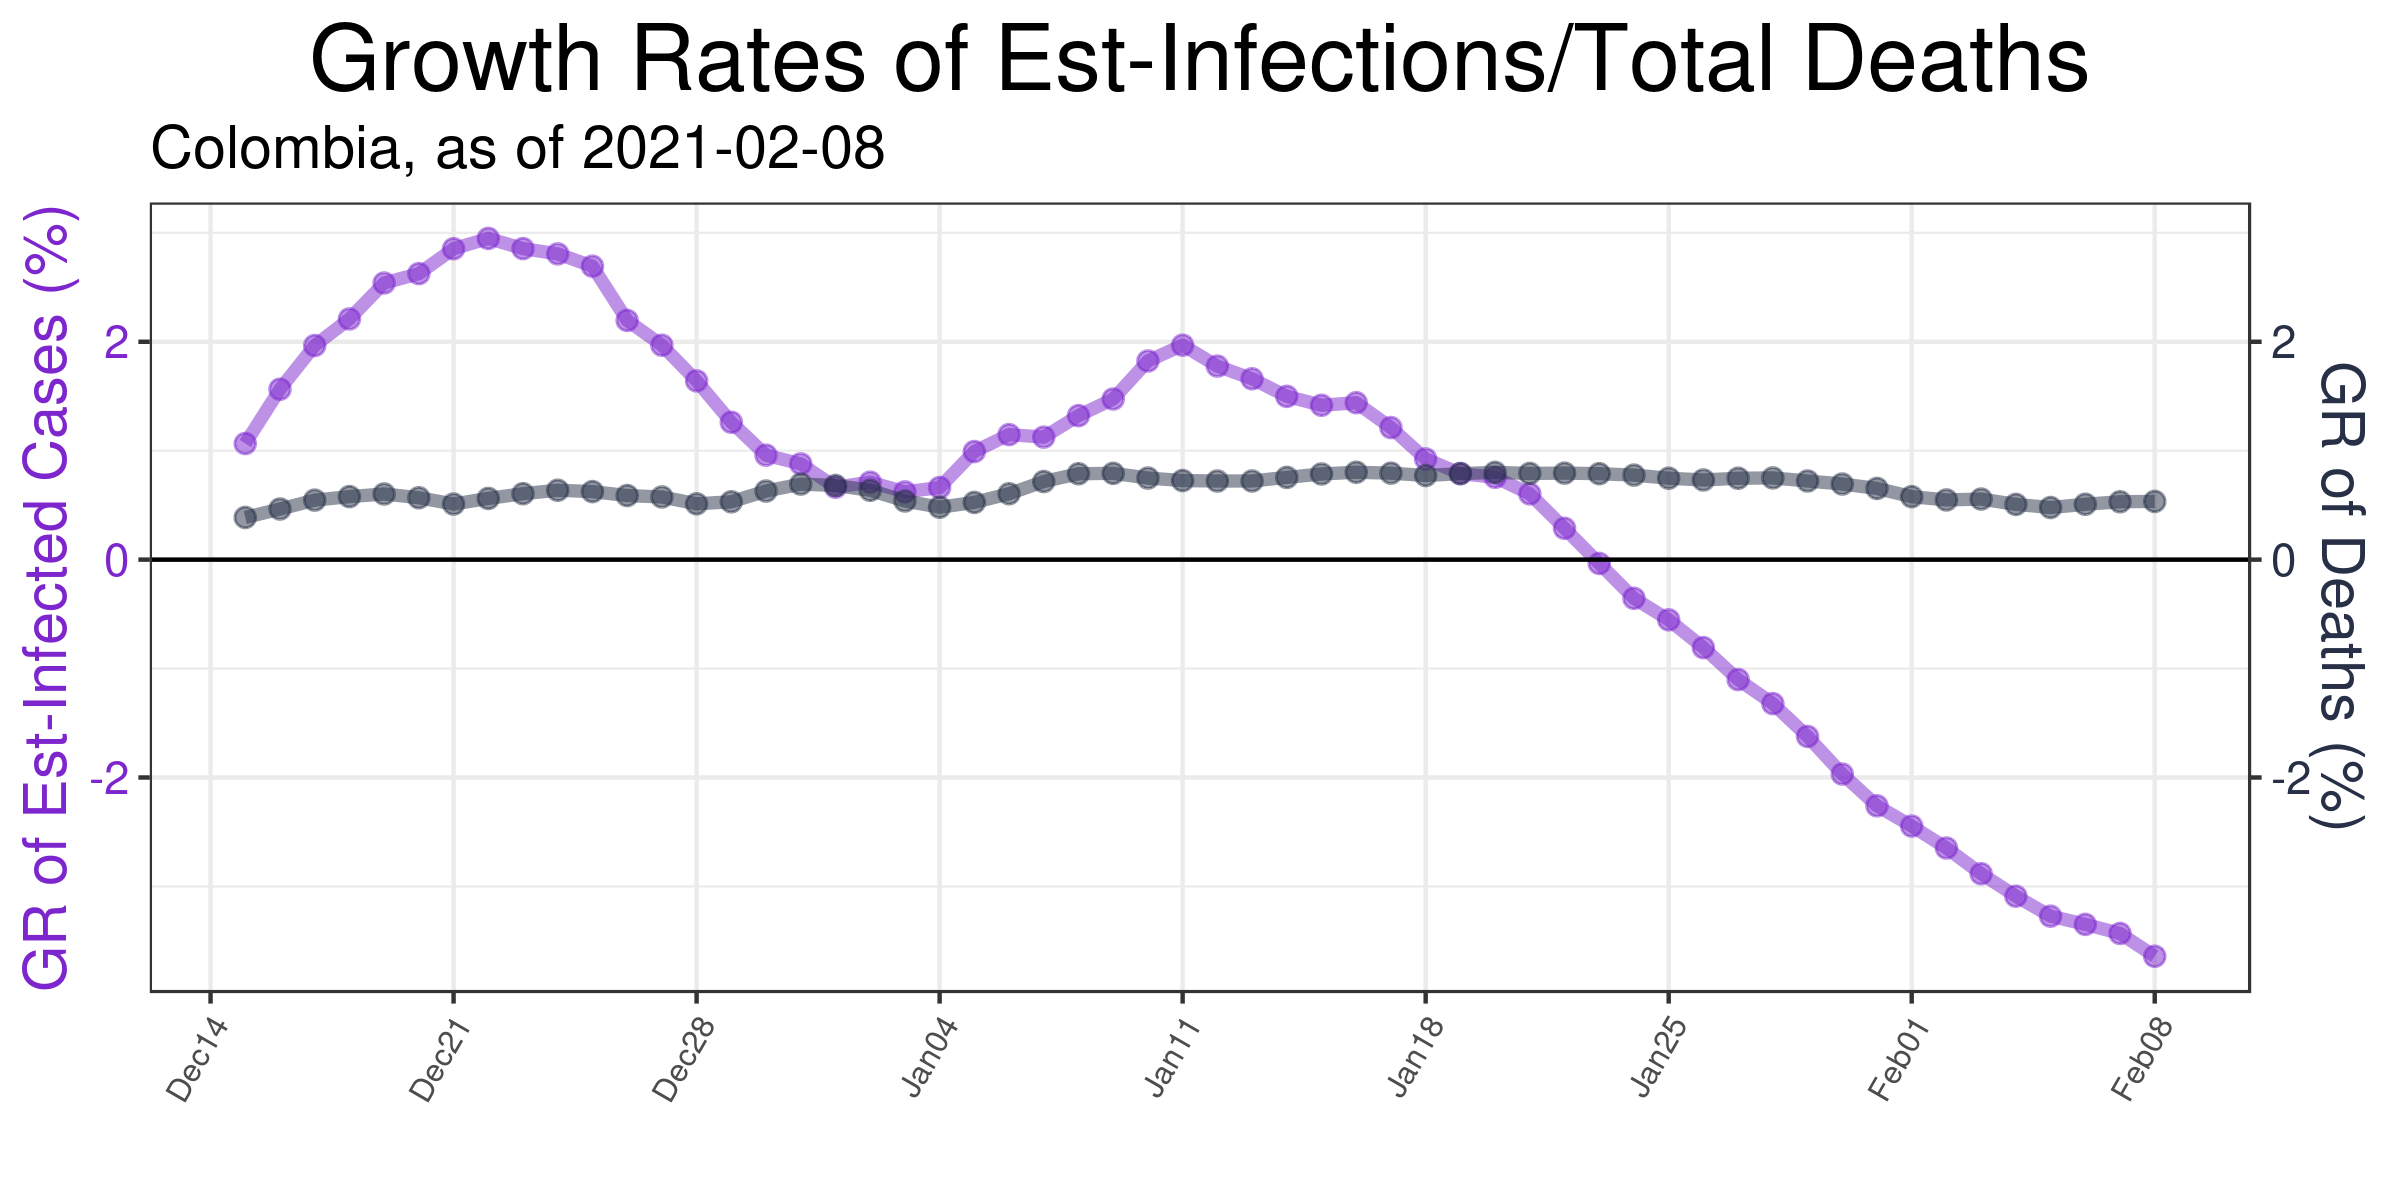 Growth Rates of Est-Infections/Total Deaths
Colombia, as of 2021-02-08
GR of Est-Infected Cases (%)
2
0
-2
2
0
-2
GR of Deaths (%)
Dec14
Dec21
Dec28
Jan04
Jan11
Jan18
Jan25
Feb01
Feb08